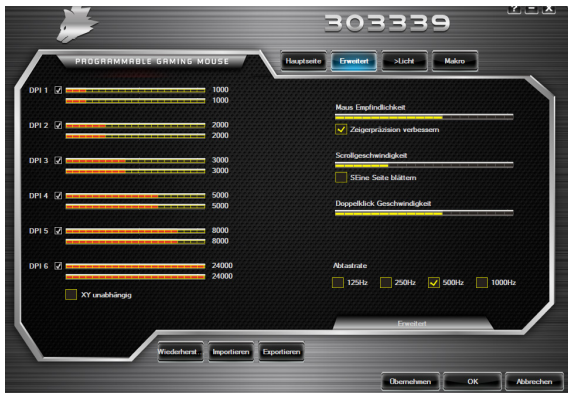 ? - X
303339
PROGRAMMABLE GAMING MOUSE
Hauptseite Erweitert >Licht Makro
DPI 1 1000
1000
DPI 2 2000
2000
DPI 3 3000
3000
DPI 4 5000
5000
DPI 5 8000
8000
DPI 6 24000
24000
XY unabhängig
Maus Empfindlichkeit
Zeigerpräzision verbessern
Scrollgeschwindigkeit
SEine Seite blättern
Doppelklick Geschwindigkeit
Abtastrate
125Hz 250Hz 500Hz 1000Hz
Erweitert
Wiederherst... Importieren Exportieren
Übernehmen OK Abbrechen